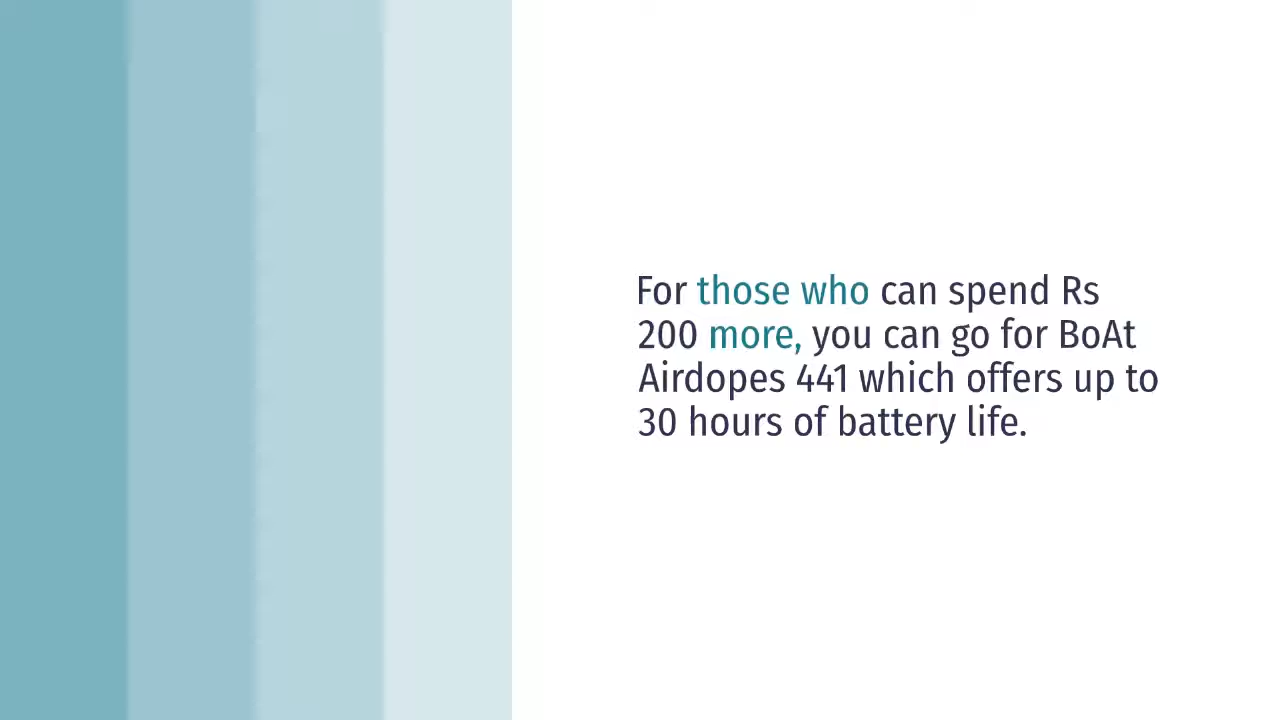 For those who can spend Rs
200 more, you can go for BoAt
Airdopes 441 which offers up to
30 hours of battery life.